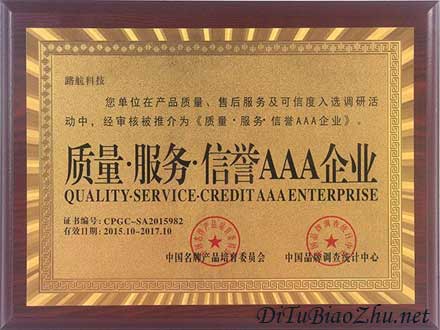 路航科技
您单位在产品质量、售后服务及可信度入选调研活
动中，经审核被推介为《质量·服务·信誉AAA企业》。
质量·服务·信誉AAA企业
QUALITY·SERVICE·CREDIT AAA ENTERPRISE
证书编号:CPGC-SA2015982
有效日期:2015.10-2017.10
中国名牌产品培育委员会
中国品牌调查统计中心
DiTuBiaoZhu.net